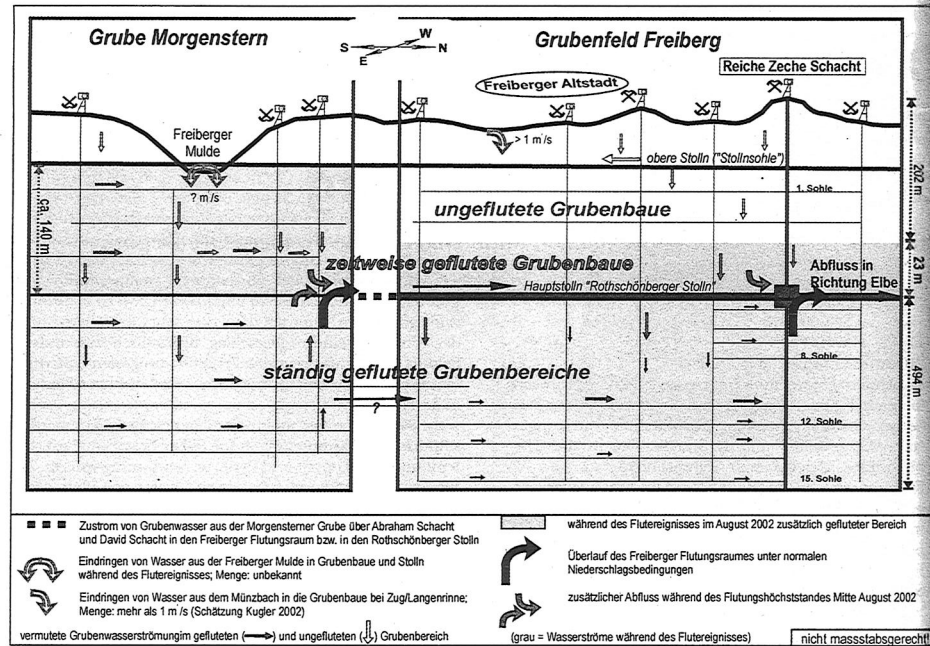 Grube Morgenstern
S
W
E
N
Grubenfeld Freiberg
Reiche Zeche Schacht
Freiberger Altstadt
Freiberger
Mulde
> 1 m³/s
obere Stolln ("Stollnsohle")
202 m
1. Sohle
? m³/s
ca. 140 m
ungeflutete Grubenbaue
zeitweise geflutete Grubenbaue
23 m
Abfluss in
Richtung Elbe
Hauptstolln "Rothschönberger Stolln"
8. Sohle
ständig geflutete Grubenbereiche
?
494 m
12. Sohle
15. Sohle
Zustrom von Grubenwasser aus der Morgensterner Grube über Abraham Schacht
und David Schacht in den Freiberger Flutungsraum bzw. in den Rothschönberger Stolln
Eindringen von Wasser aus der Freiberger Mulde in Grubenbaue und Stolln
während des Flutereignisses; Menge: unbekannt
Eindringen von Wasser aus dem Münzbach in die Grubenbaue bei Zug/Langenrinne;
Menge: mehr als 1 m³/s (Schätzung Kugler 2002)
vermutete Grubenwasserströmungim gefluteten (→) und ungefluteten (⇩) Grubenbereich
während des Flutereignisses im August 2002 zusätzlich gefluteter Bereich
Überlauf des Freiberger Flutungsraumes unter normalen
Niederschlagsbedingungen
zusätzlicher Abfluss während des Flutungshöchststandes Mitte August 2002
(grau = Wasserströme während des Flutereignisses)
nicht massstabsgerecht!